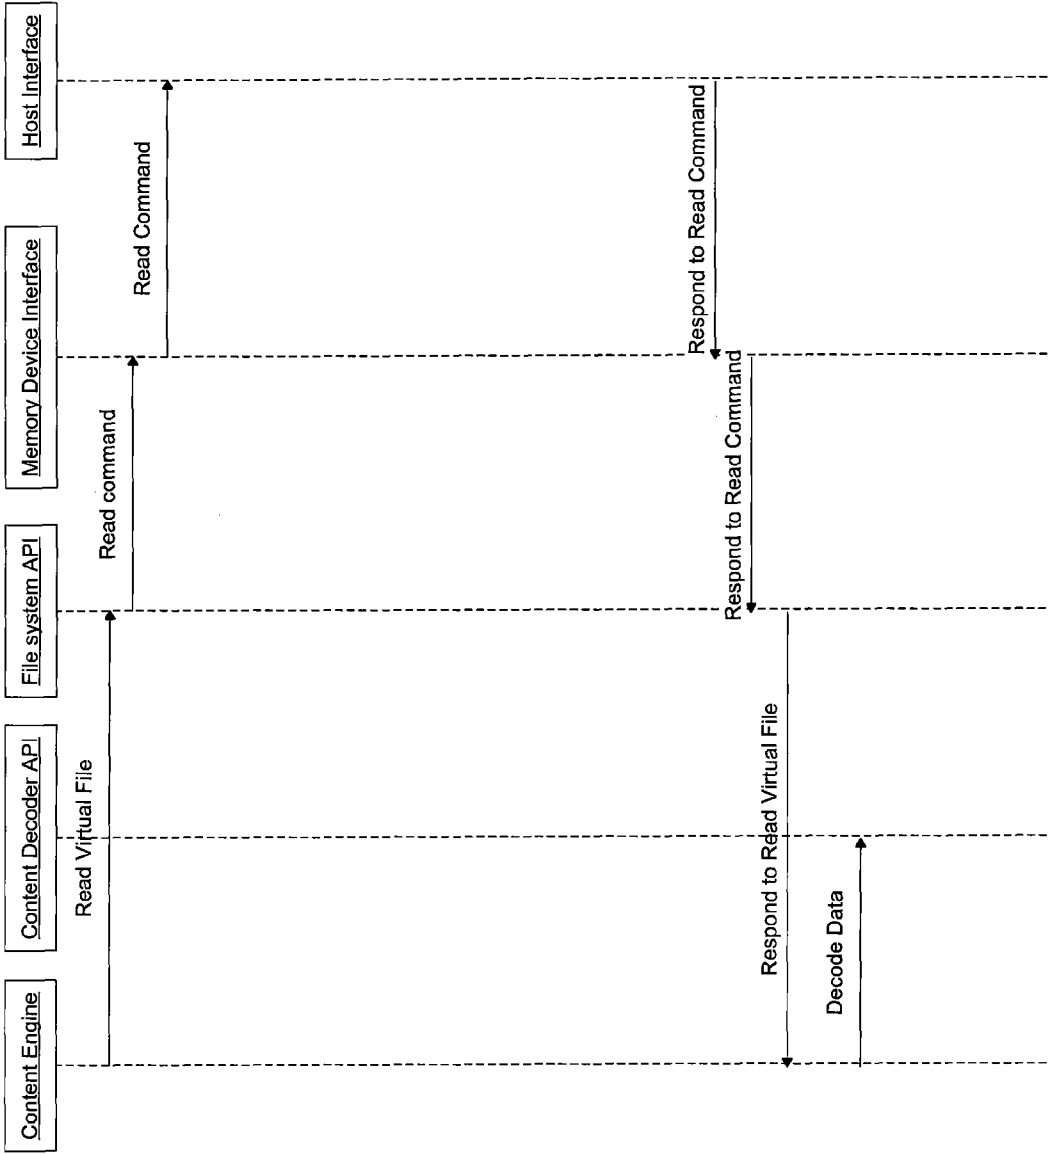 Content Engine
Content Decoder API
File system API
Memory Device Interface
Host Interface
Read Virtual File
Read command
Read Command
Respond to Read Command
Respond to Read Command
Respond to Read Virtual File
Decode Data